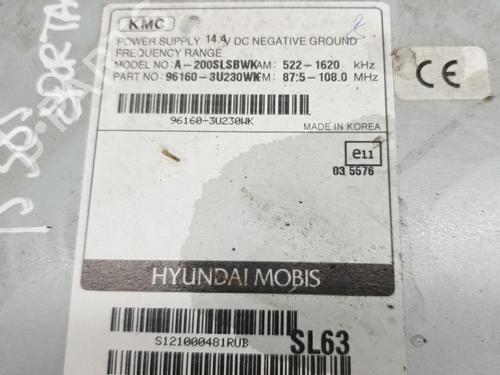 KMC
POWER SUPPLY 14.4V DC NEGATIVE GROUND
FREQUENCY RANGE
MODEL NO: A-200SLSBWK AM: 522-1620 kHz
PART NO: 96160-3U230WK FM: 87.5-108.0 MHz
96160-3U230WK
MADE IN KOREA
CE
e11
03 5576
HYUNDAI MOBIS
S121000481RUB
SL63